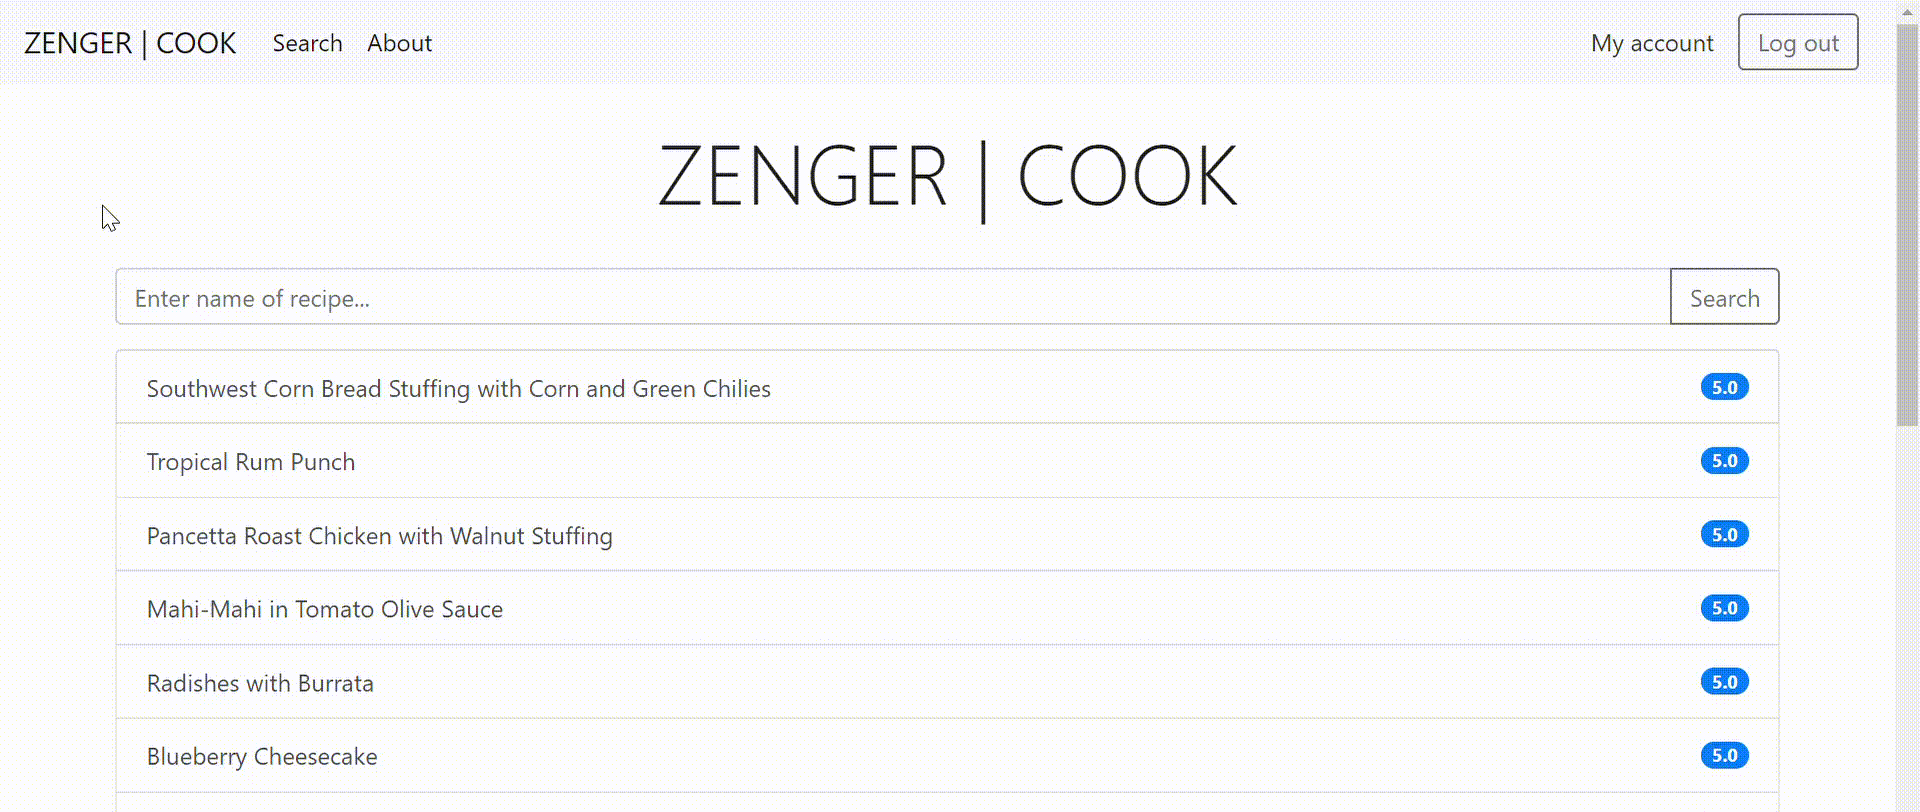 ZENGER | COOK Search About My account Log out
ZENGER | COOK
Enter name of recipe... Search
Southwest Corn Bread Stuffing with Corn and Green Chilies 5.0
Tropical Rum Punch 5.0
Pancetta Roast Chicken with Walnut Stuffing 5.0
Mahi-Mahi in Tomato Olive Sauce 5.0
Radishes with Burrata 5.0
Blueberry Cheesecake 5.0